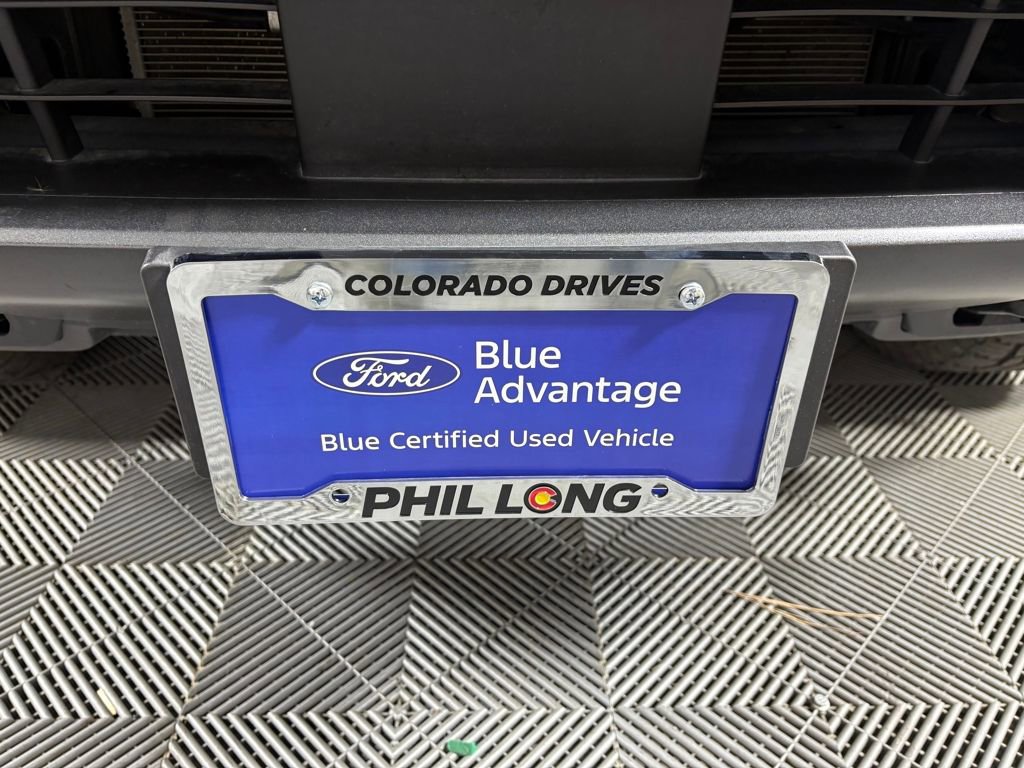 COLORADO DRIVES
Ford
Blue
Advantage
Blue Certified Used Vehicle
PHIL LONG